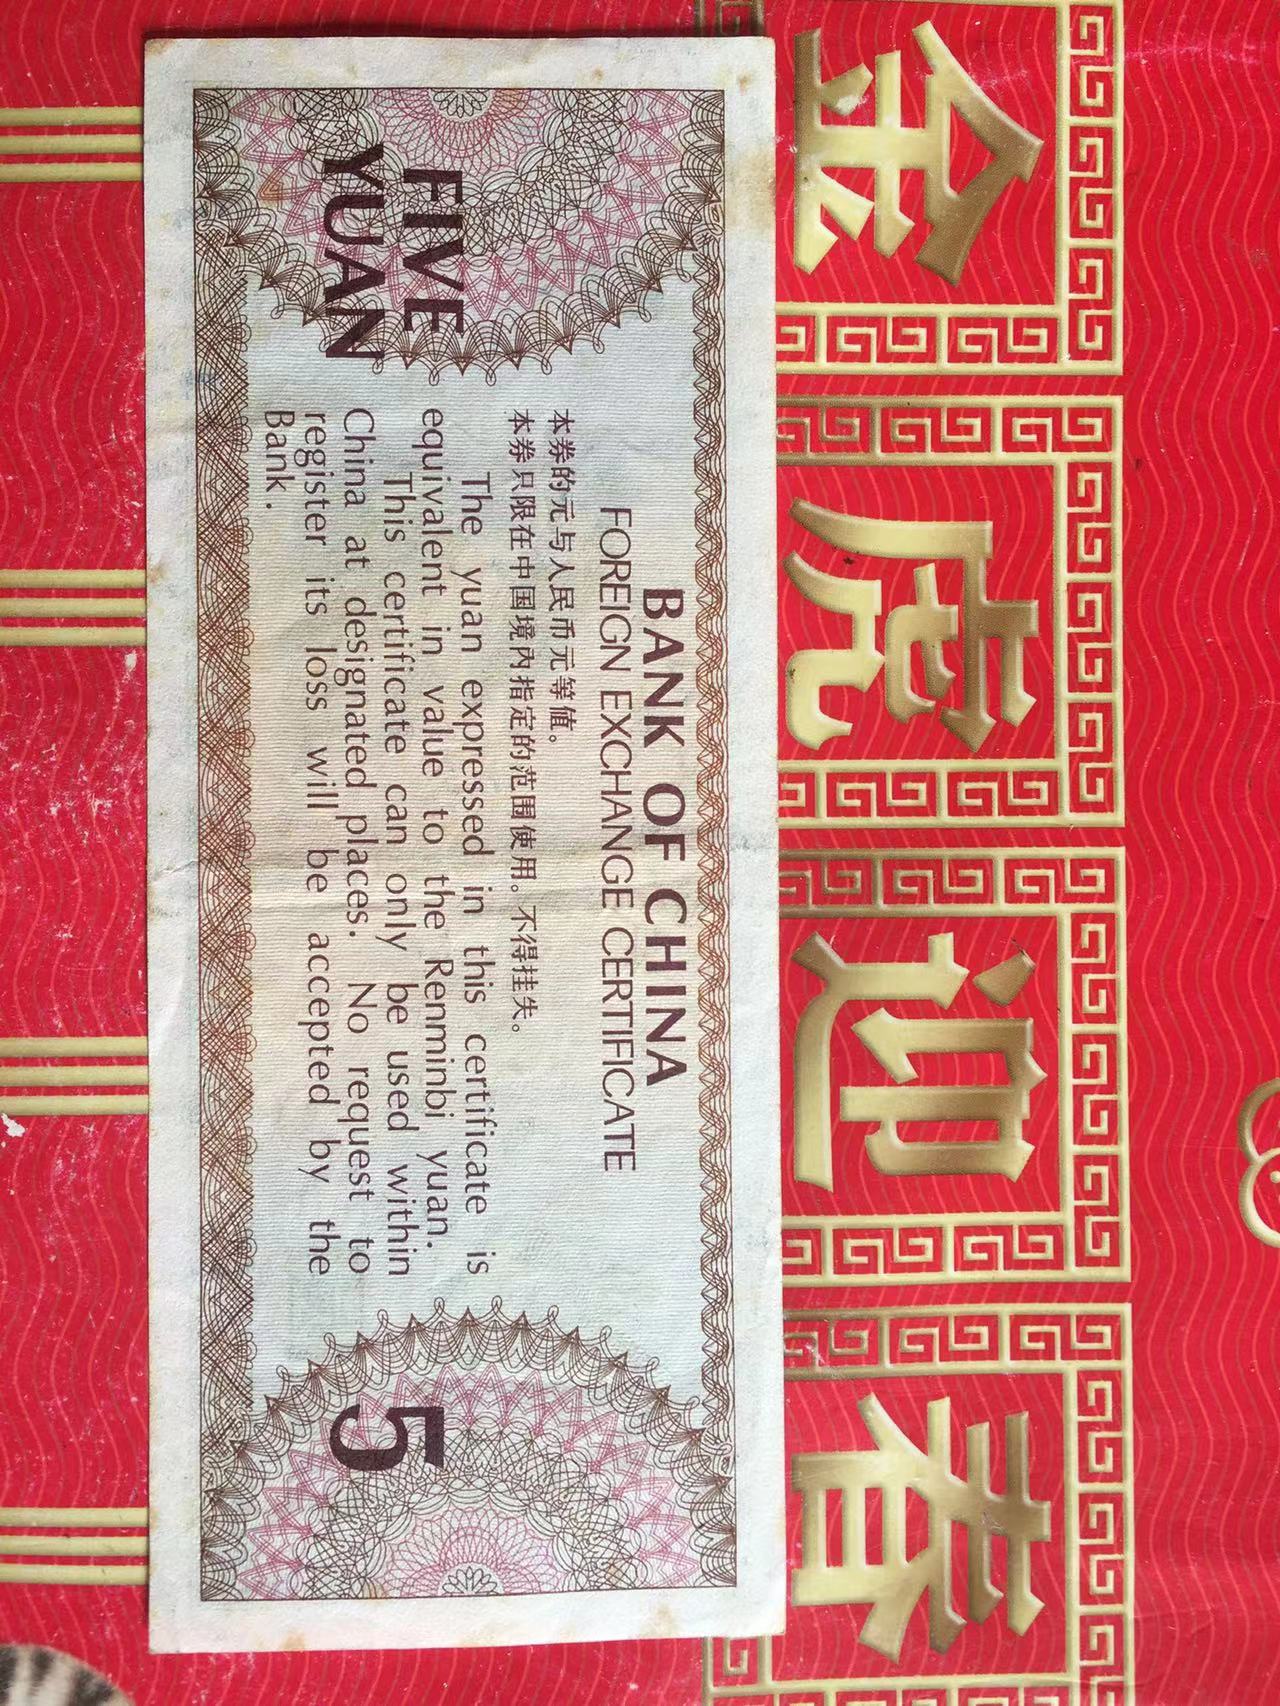 金虎迎春
BANK OF CHINA
FOREIGN EXCHANGE CERTIFICATE
本券的元与人民币元等值。
本券只限在中国境内指定的范围使用。不得挂失。
The yuan expressed in this certificate is
equivalent in value to the Renminbi yuan.
This certificate can only be used within
China at designated places. No request to
register its loss will be accepted by the
Bank.
FIVE
YUAN
5